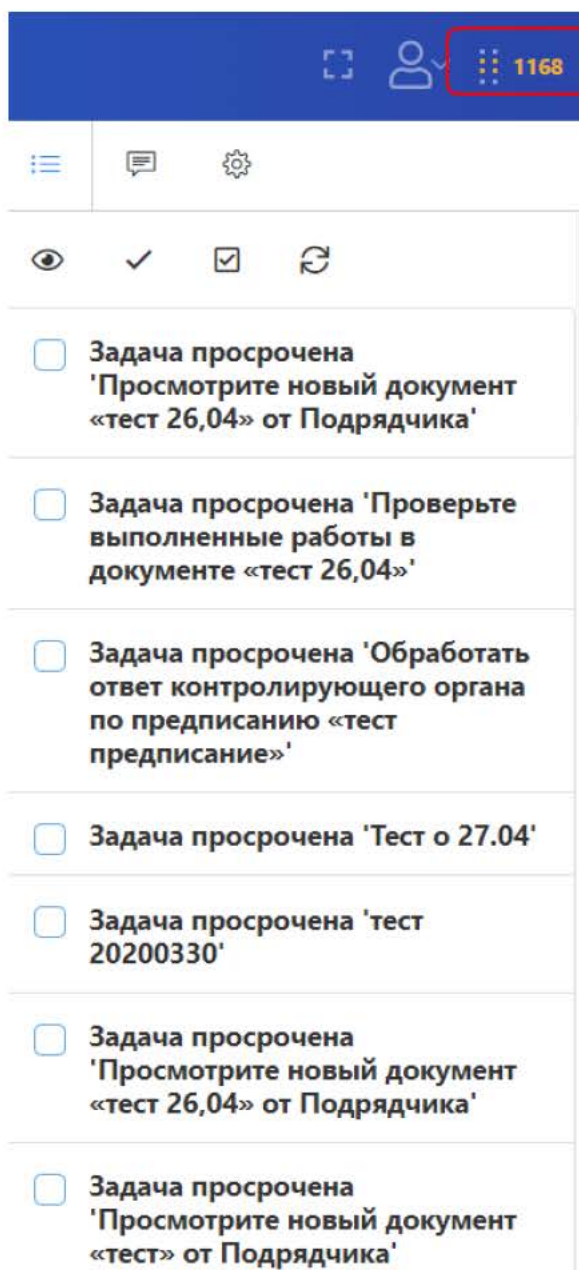 1168
Задача просрочена
'Просмотрите новый документ
«тест 26,04» от Подрядчика'
Задача просрочена 'Проверьте
выполненные работы в
документе «тест 26,04»'
Задача просрочена 'Обработать
ответ контролирующего органа
по предписанию «тест
предписание»'
Задача просрочена 'Тест о 27.04'
Задача просрочена 'тест
20200330'
Задача просрочена
'Просмотрите новый документ
«тест 26,04» от Подрядчика'
Задача просрочена
'Просмотрите новый документ
«тест» от Подрядчика'